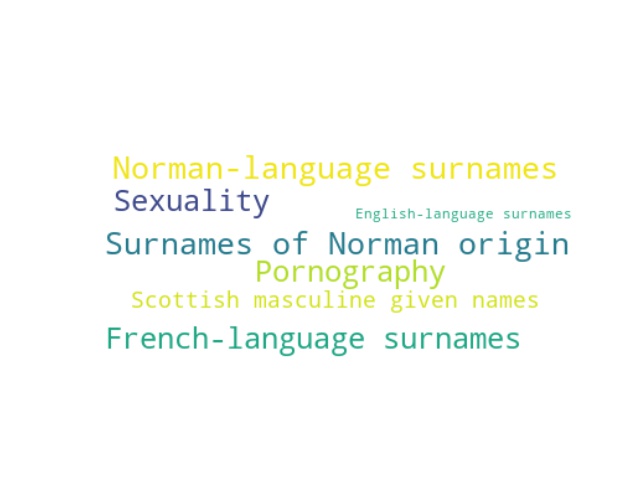 Norman-language surnames
Sexuality
English-language surnames
Surnames of Norman origin
Pornography
Scottish masculine given names
French-language surnames